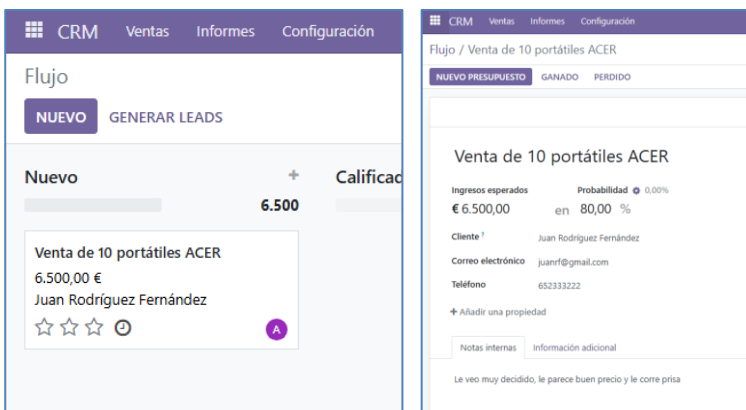 CRM Ventas Informes Configuración
Flujo
NUEVO GENERAR LEADS
Nuevo + Calificad
6.500
Venta de 10 portátiles ACER
6.500,00 €
Juan Rodríguez Fernández
A
CRM Ventas Informes Configuración
Flujo / Venta de 10 portátiles ACER
NUEVO PRESUPUESTO GANADO PERDIDO
Venta de 10 portátiles ACER
Ingresos esperados Probabilidad 0,00%
€ 6.500,00 en 80,00 %
Cliente ? Juan Rodríguez Fernández
Correo electrónico juanrf@gmail.com
Teléfono 652333222
+ Añadir una propiedad
Notas internas Información adicional
Le veo muy decidido, le parece buen precio y le corre prisa